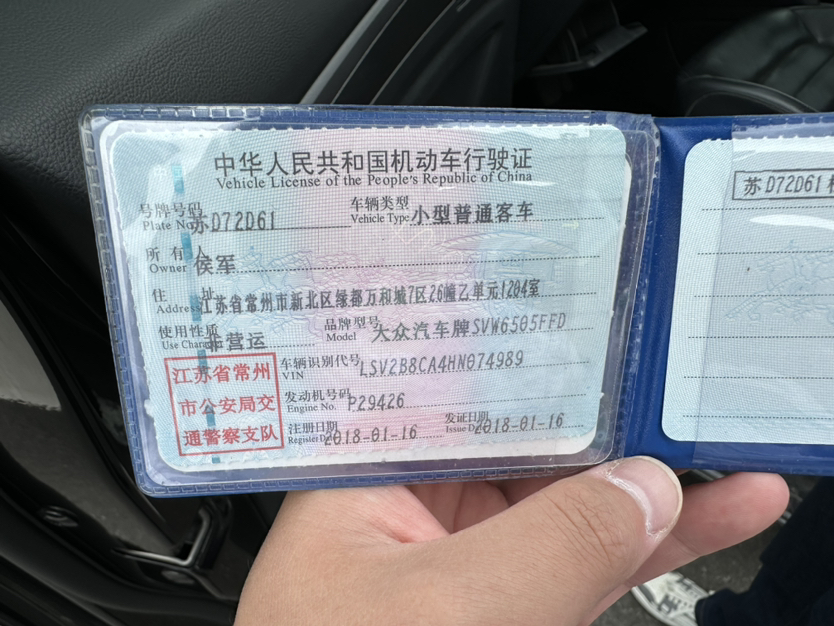 中华人民共和国机动车行驶证
Vehicle License of the People's Republic of China
号牌号码 苏D72D61 车辆类型 小型普通客车
Plate No. Vehicle Type
所有人 侯军
Owner
住址 江苏省常州市新北区绿都万和城7区26幢乙单元1204室
Address
使用性质 非营运 品牌型号 大众汽车牌SVW6505FFD
Use Character Model
江苏省常州
市公安局交
通警察支队
车辆识别代号 LSV2B8CA4HN074989
VIN
发动机号码 P29426
Engine No.
注册日期 2018-01-16 发证日期 2018-01-16
Register Date Issue Date
苏D72D61